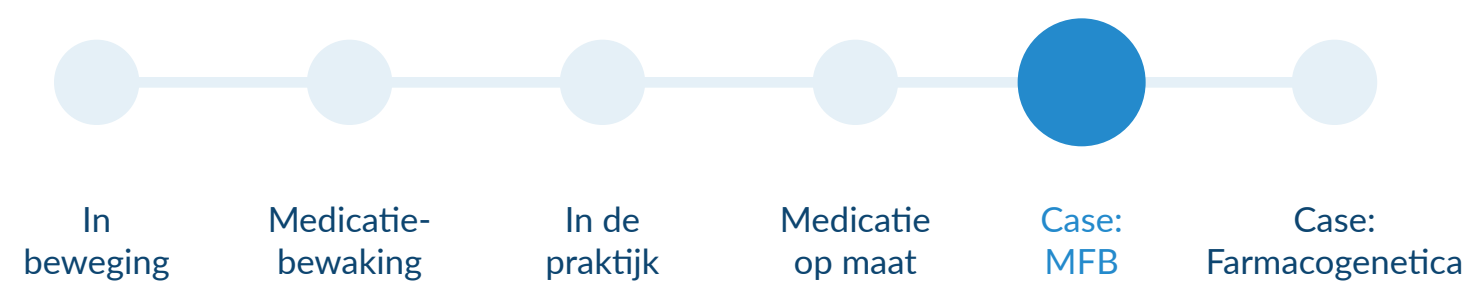 In
beweging
Medicatie-
bewaking
In de
praktijk
Medicatie
op maat
Case:
MFB
Case:
Farmacogenetica